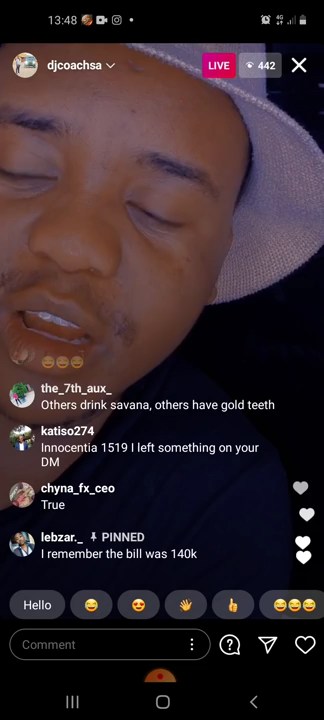 13:48
4G
djcoachsa
LIVE
442
the_7th_aux_
Others drink savana, others have gold teeth
katiso274
Innocentia 1519 I left something on your
DM
chyna_fx_ceo
True
lebzar._ PINNED
I remember the bill was 140k
Hello
Comment